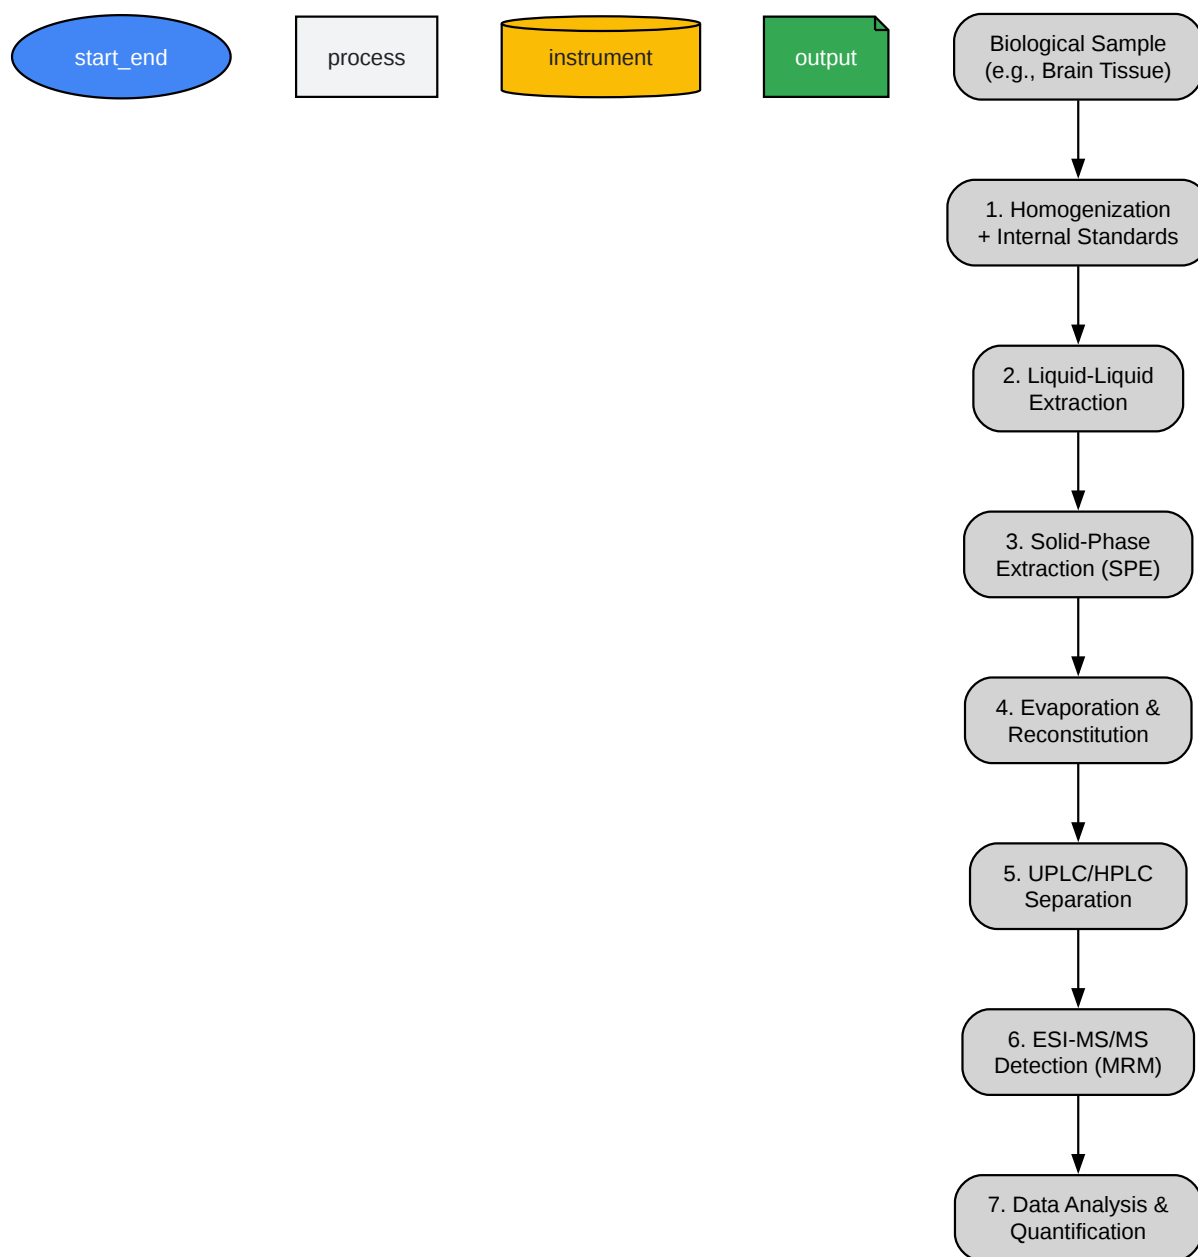 start_end
process
instrument
output
Biological Sample
(e.g., Brain Tissue)
1. Homogenization
+ Internal Standards
2. Liquid-Liquid
Extraction
3. Solid-Phase
Extraction (SPE)
4. Evaporation &
Reconstitution
5. UPLC/HPLC
Separation
6. ESI-MS/MS
Detection (MRM)
7. Data Analysis &
Quantification